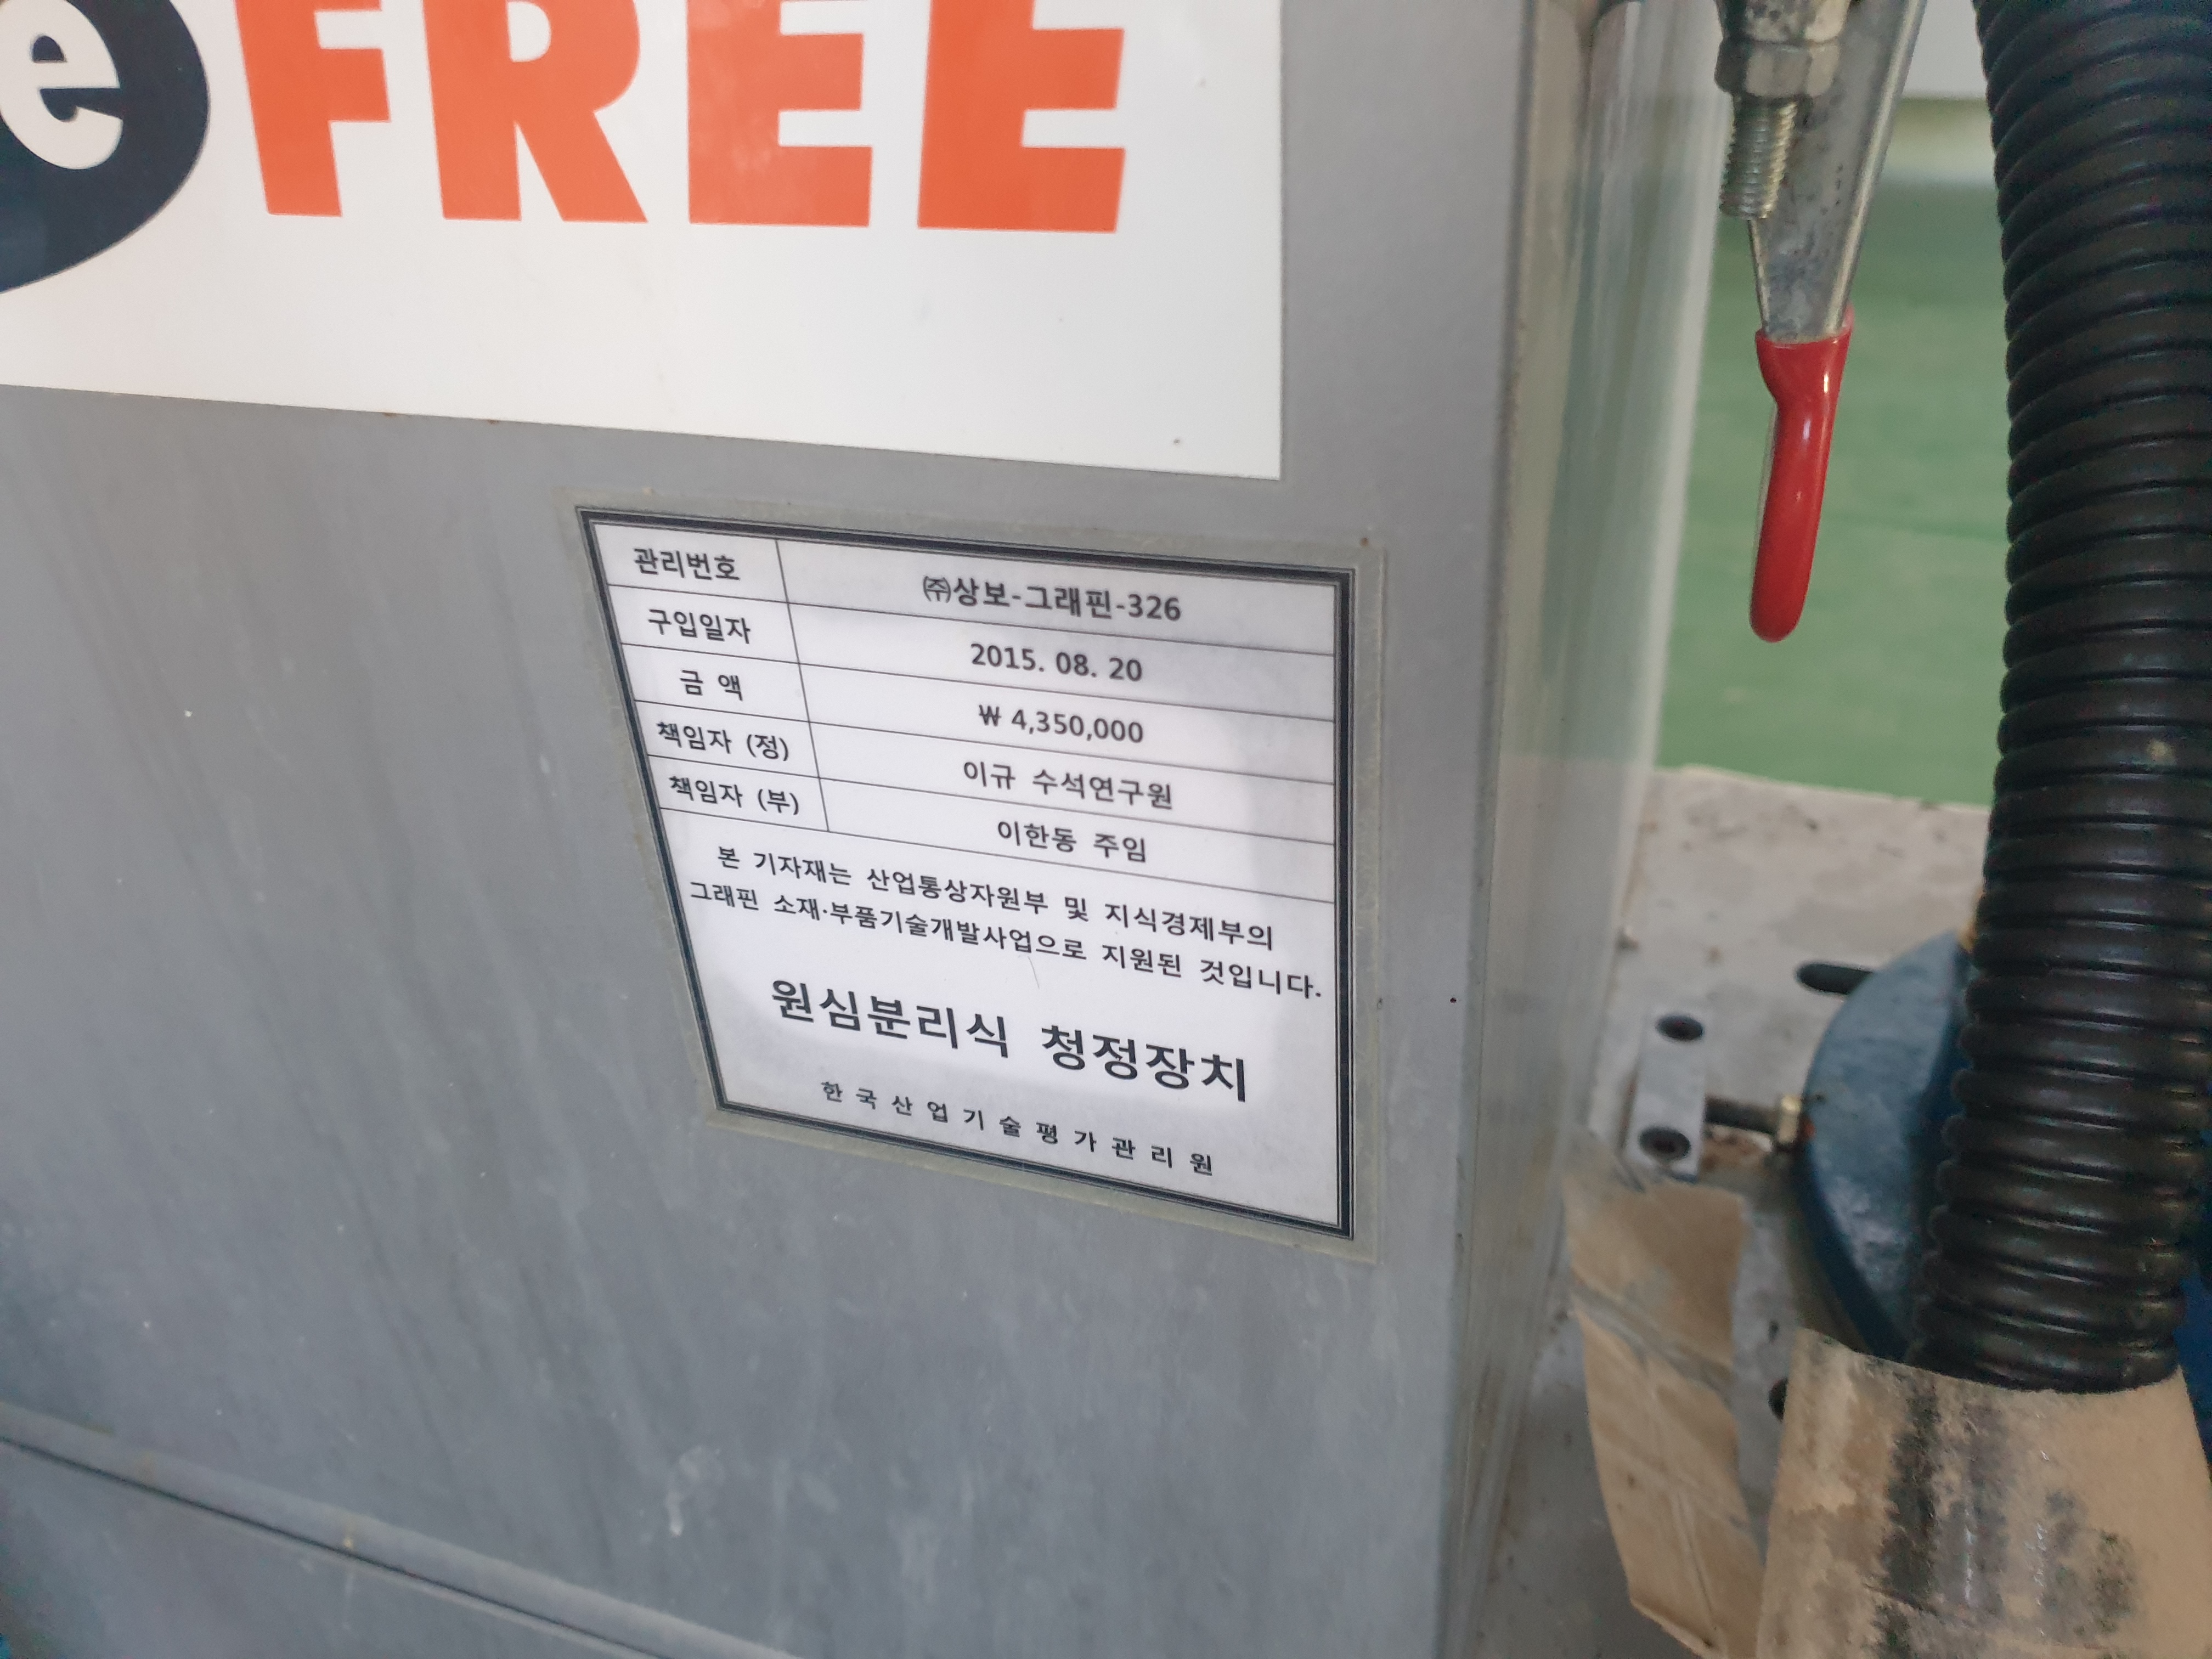 e FREE
관리번호 ㈜상보-그래핀-326
구입일자 2015. 08. 20
금 액 ₩ 4,350,000
책임자 (정) 이규 수석연구원
책임자 (부) 이한동 주임
본 기자재는 산업통상자원부 및 지식경제부의
그래핀 소재·부품기술개발사업으로 지원된 것입니다.
원심분리식 청정장치
한국산업기술평가관리원